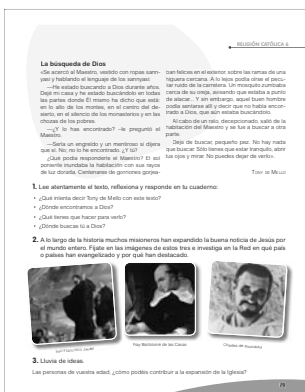 RELIGIÓN CATÓLICA 6
La búsqueda de Dios
«Se acercó al Maestro, vestido con ropas sann-
yasi y hablando el lenguaje de los sannyasi:
—He estado buscando a Dios durante años.
Dejé mi casa y he estado buscándolo en todas
las partes donde Él mismo ha dicho que está:
en lo alto de los montes, en el centro del de-
sierto, en el silencio de los monasterios y en las
chozas de los pobres.
—¿Y lo has encontrado? –le preguntó el
Maestro.
—Sería un engreído y un mentiroso si dijera
que sí. No; no lo he encontrado. ¿Y tú?
¿Qué podía responderle el Maestro? El sol
poniente inundaba la habitación con sus rayos
de luz dorada. Centenares de gorriones gorjea-
ban felices en el exterior, sobre las ramas de una
higuera cercana. A lo lejos podía oírse el pecu-
liar ruido de la carretera. Un mosquito zumbaba
cerca de su oreja, avisando que estaba a punto
de atacar... Y sin embargo, aquel buen hombre
podía sentarse allí y decir que no había encon-
trado a Dios, que aún estaba buscándolo.
Al cabo de un rato, decepcionado, salió de la
habitación del Maestro y se fue a buscar a otra
parte.
Deja de buscar, pequeño pez. No hay nada
que buscar. Sólo tienes que estar tranquilo, abrir
tus ojos y mirar. No puedes dejar de verlo».
TONY DE MELLO
1. Lee atentamente el texto, reflexiona y responde en tu cuaderno:
• ¿Qué intenta decir Tony de Mello con este texto?
• ¿Dónde encontramos a Dios?
• ¿Qué tienes que hacer para verlo?
• ¿Dónde buscas tú a Dios?
2. A lo largo de la historia muchos misioneros han expandido la buena noticia de Jesús por
el mundo entero. Fíjate en las imágenes de estos tres e investiga en la Red en qué país
o países han evangelizado y por qué han destacado.
San Francisco Javier
Fray Bartolomé de las Casas
Charles de Foucauld
3. Lluvia de ideas.
Las personas de vuestra edad, ¿cómo podéis contribuir a la expansión de la Iglesia?